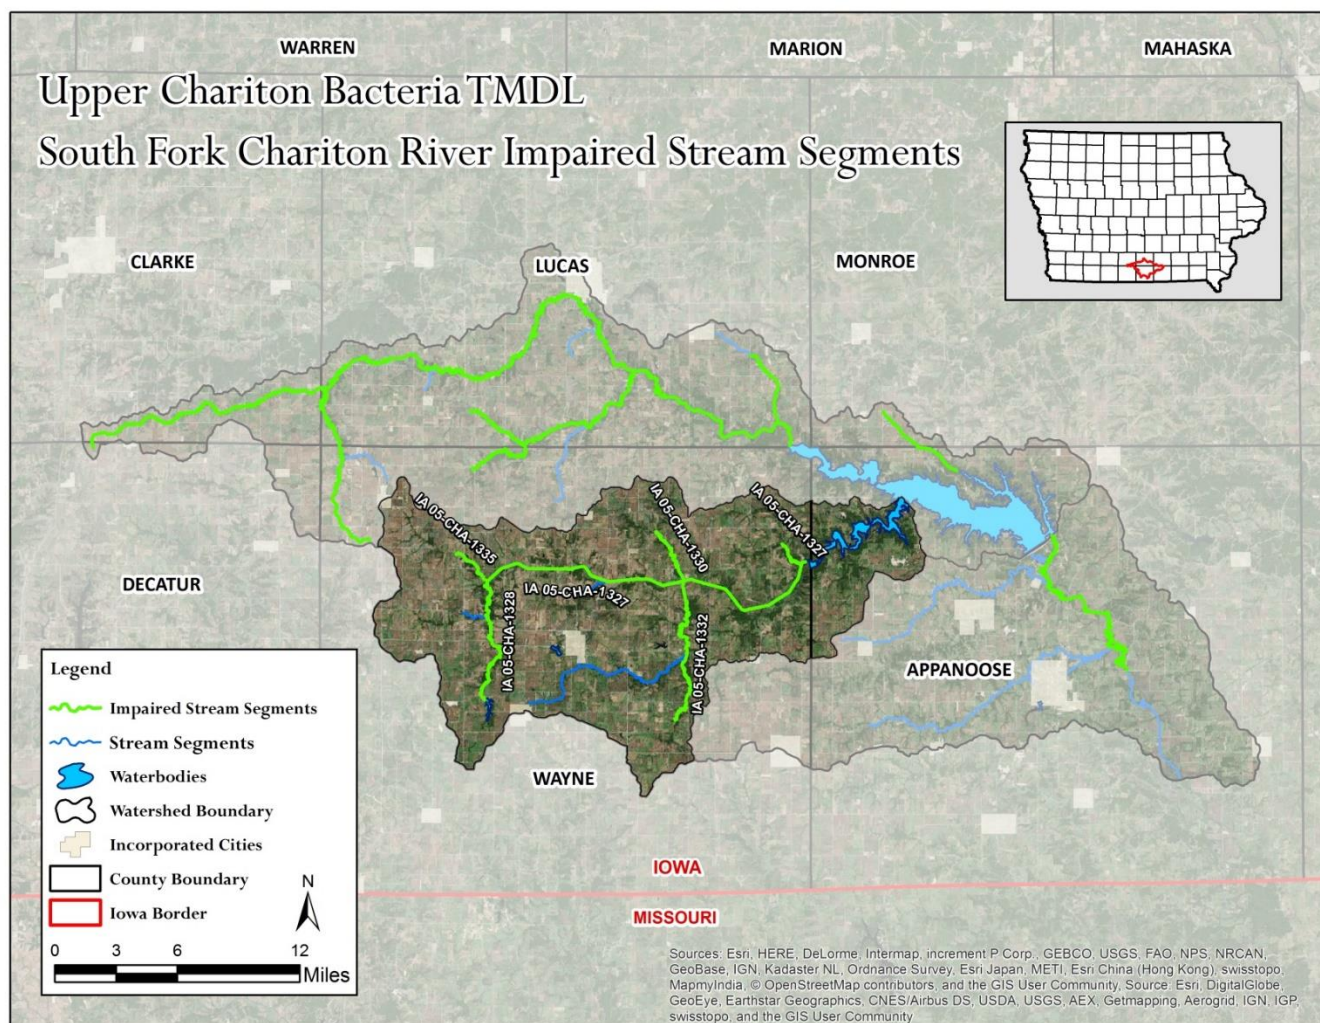 WARREN
MARION
MAHASKA
Upper Chariton Bacteria TMDL
South Fork Chariton River Impaired Stream Segments
CLARKE
LUCAS
MONROE
IA 05-CHA-1335
IA 05-CHA-1330
IA 05-CHA-1327
IA 05-CHA-1327
IA 05-CHA-1328
IA 05-CHA-1332
DECATUR
APPANOOSE
WAYNE
Legend
Impaired Stream Segments
Stream Segments
Waterbodies
Watershed Boundary
Incorporated Cities
County Boundary
Iowa Border
N
0 3 6 12
Miles
IOWA
MISSOURI
Sources: Esri, HERE, DeLorme, Intermap, increment P Corp., GEBCO, USGS, FAO, NPS, NRCAN,
GeoBase, IGN, Kadaster NL, Ordnance Survey, Esri Japan, METI, Esri China (Hong Kong), swisstopo,
MapmyIndia, © OpenStreetMap contributors, and the GIS User Community, Source: Esri, DigitalGlobe,
GeoEye, Earthstar Geographics, CNES/Airbus DS, USDA, USGS, AEX, Getmapping, Aerogrid, IGN, IGP,
swisstopo, and the GIS User Community